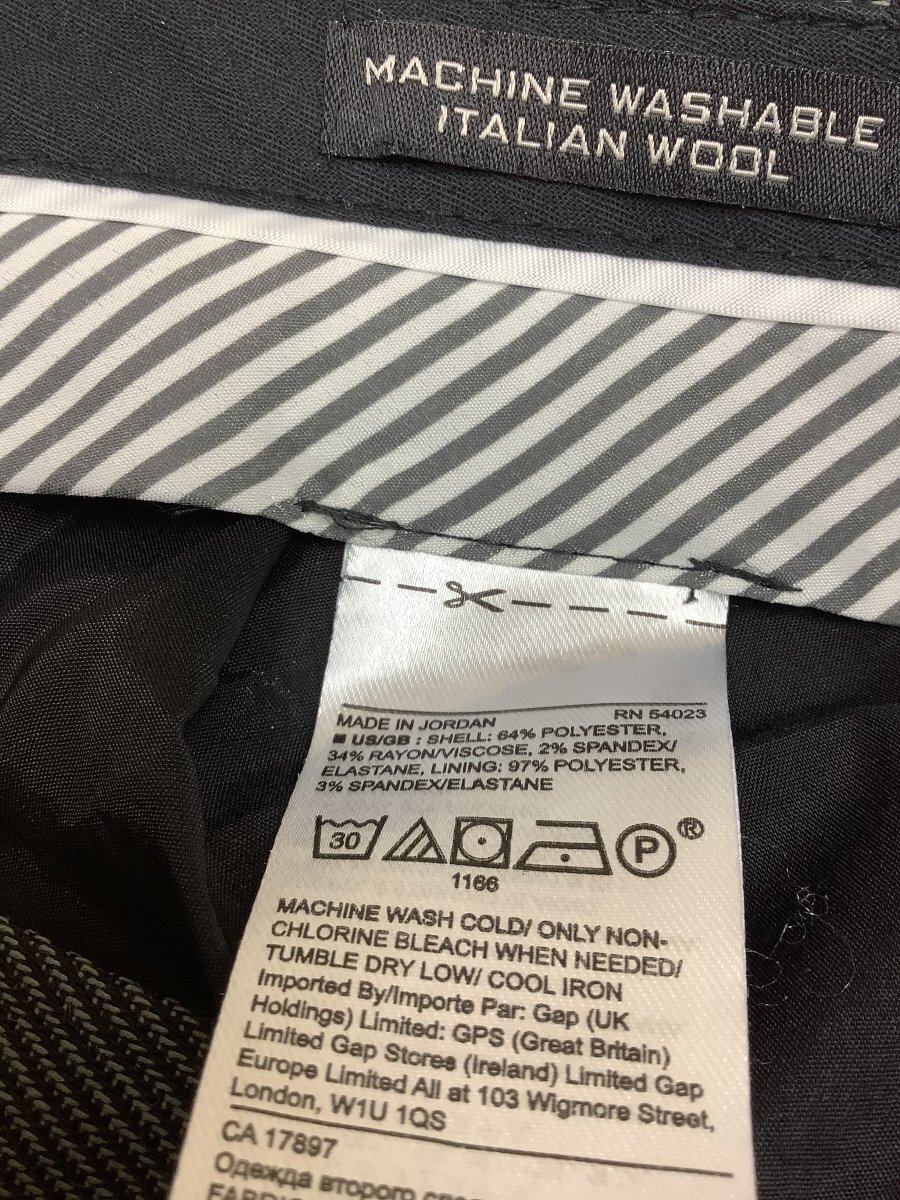 MACHINE WASHABLE
ITALIAN WOOL
MADE IN JORDAN RN 54023
US/GB : SHELL: 64% POLYESTER,
34% RAYON/VISCOSE, 2% SPANDEX/
ELASTANE, LINING: 97% POLYESTER,
3% SPANDEX/ELASTANE
30 P ®
1166
MACHINE WASH COLD/ ONLY NON-
CHLORINE BLEACH WHEN NEEDED/
TUMBLE DRY LOW/ COOL IRON
Imported By/Importe Par: Gap (UK
Holdings) Limited: GPS (Great Britain)
Limited Gap Stores (Ireland) Limited Gap
Europe Limited All at 103 Wigmore Street,
London, W1U 1QS
CA 17897
Одежда второго